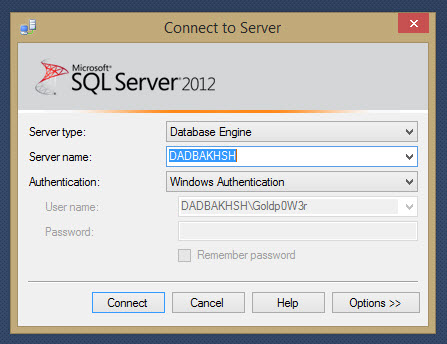 Connect to Server
Microsoft®
SQL Server® 2012
Server type: Database Engine
Server name: DADBAKHSH
Authentication: Windows Authentication
User name: DADBAKHSH\Goldp0W3r
Password:
Remember password
Connect Cancel Help Options >>